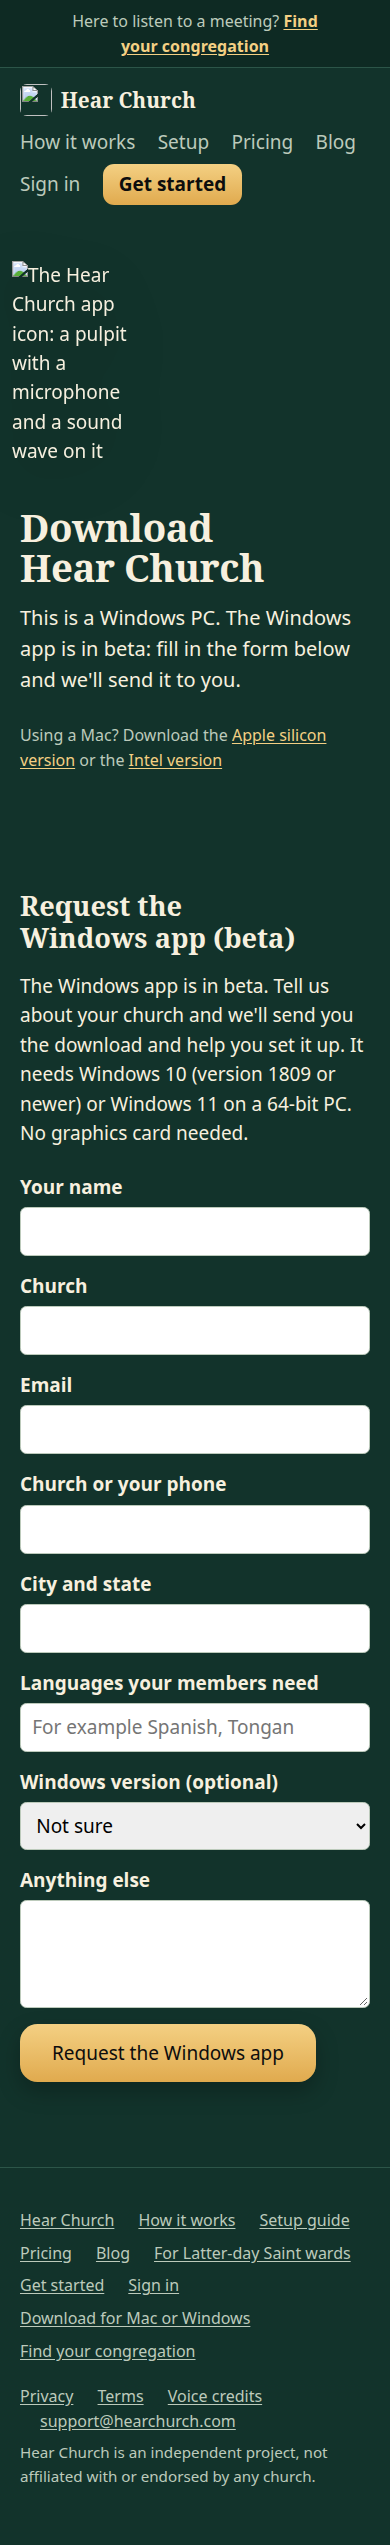 Here to listen to a meeting? Find
your congregation
Hear Church
How it works Setup Pricing Blog
Sign in Get started
The Hear
Church app
icon: a pulpit
with a
microphone
and a sound
wave on it
Download
Hear Church
This is a Windows PC. The Windows
app is in beta: fill in the form below
and we'll send it to you.
Using a Mac? Download the Apple silicon
version or the Intel version
Request the
Windows app (beta)
The Windows app is in beta. Tell us
about your church and we'll send you
the download and help you set it up. It
needs Windows 10 (version 1809 or
newer) or Windows 11 on a 64-bit PC.
No graphics card needed.
Your name
Church
Email
Church or your phone
City and state
Languages your members need
For example Spanish, Tongan
Windows version (optional)
Not sure
Anything else
Request the Windows app
Hear Church How it works Setup guide
Pricing Blog For Latter-day Saint wards
Get started Sign in
Download for Mac or Windows
Find your congregation
Privacy Terms Voice credits
support@hearchurch.com
Hear Church is an independent project, not
affiliated with or endorsed by any church.